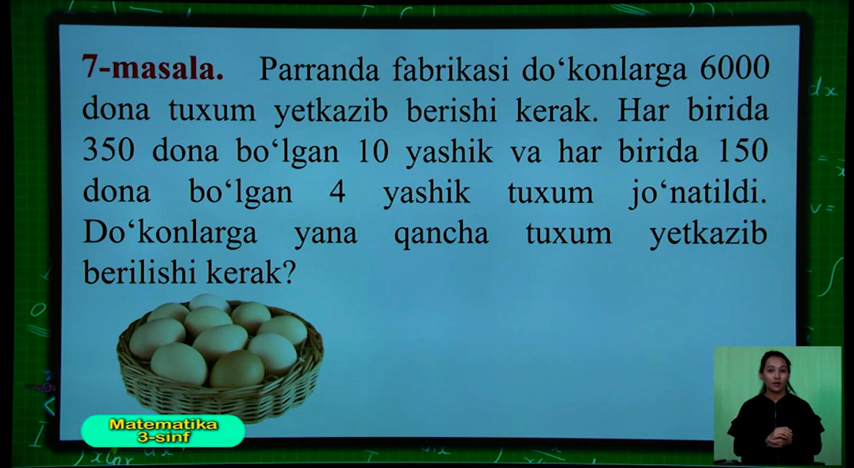 7-masala. Parranda fabrikasi do‘konlarga 6000
dona tuxum yetkazib berishi kerak. Har birida
350 dona bo‘lgan 10 yashik va har birida 150
dona bo‘lgan 4 yashik tuxum jo‘natildi.
Do‘konlarga yana qancha tuxum yetkazib
berilishi kerak?
Matematika
3-sinf